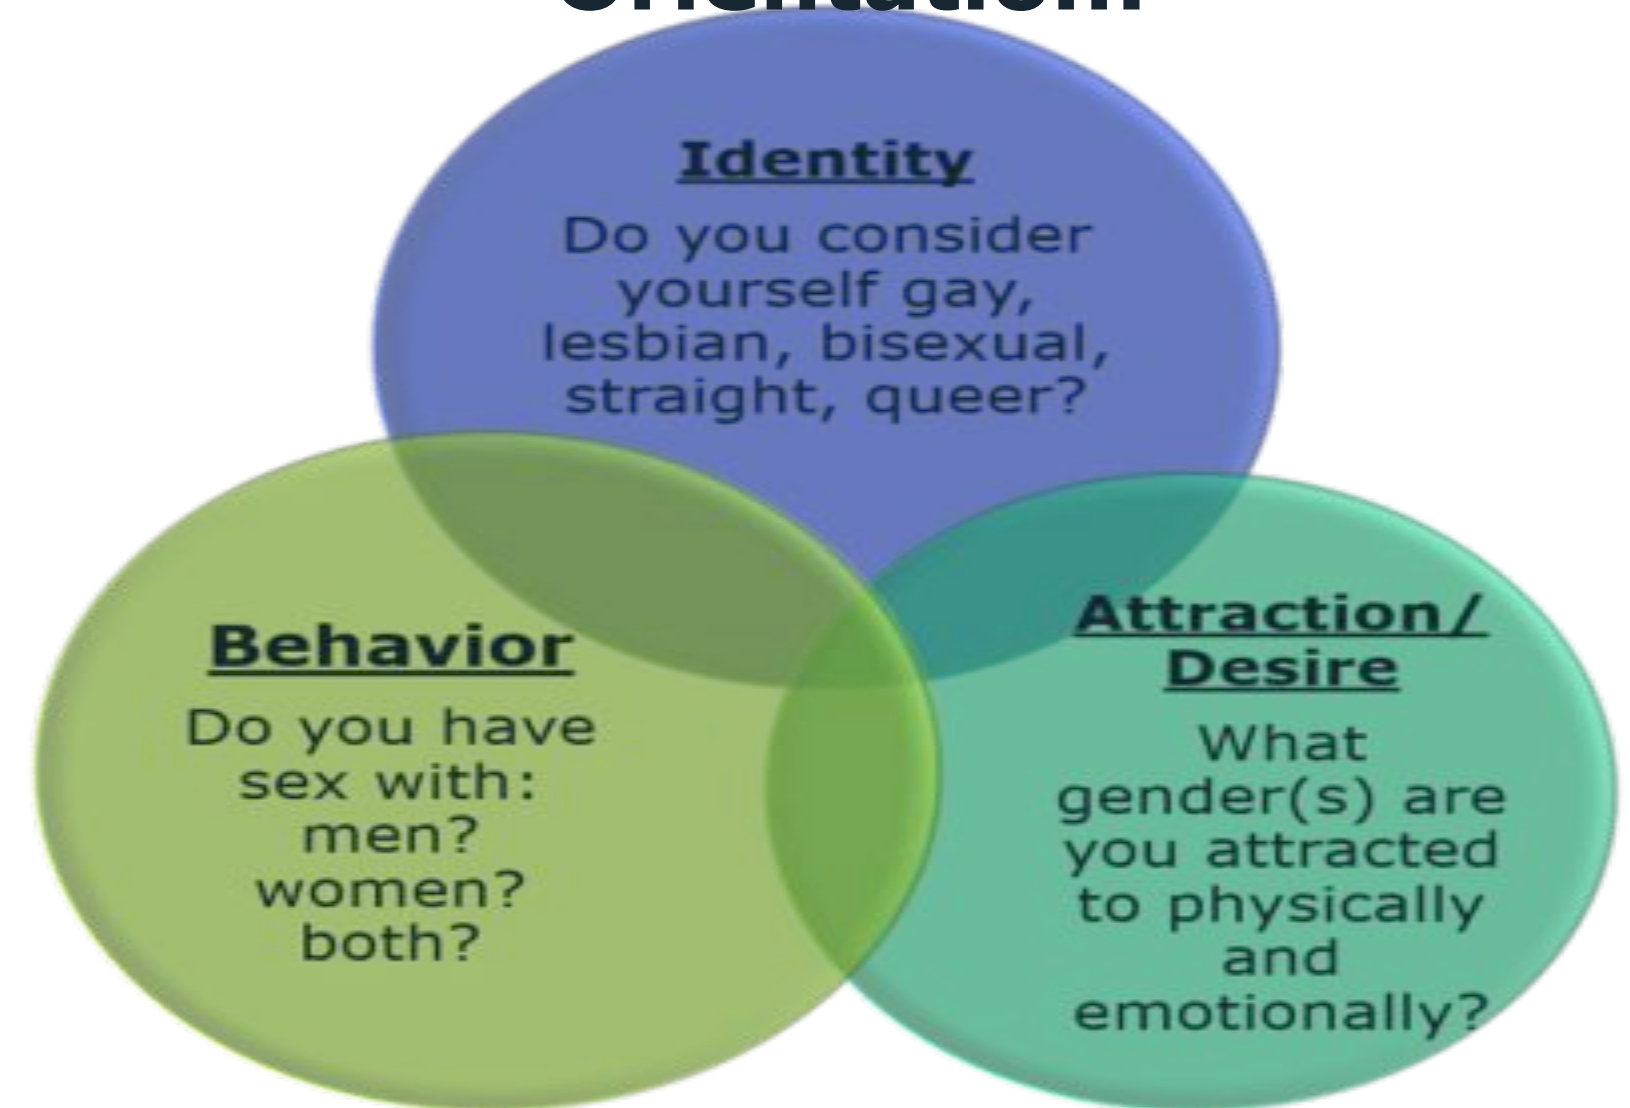 Orientation:
Identity
Do you consider
yourself gay,
lesbian, bisexual,
straight, queer?
Behavior
Do you have
sex with:
men?
women?
both?
Attraction/
Desire
What
gender(s) are
you attracted
to physically
and
emotionally?